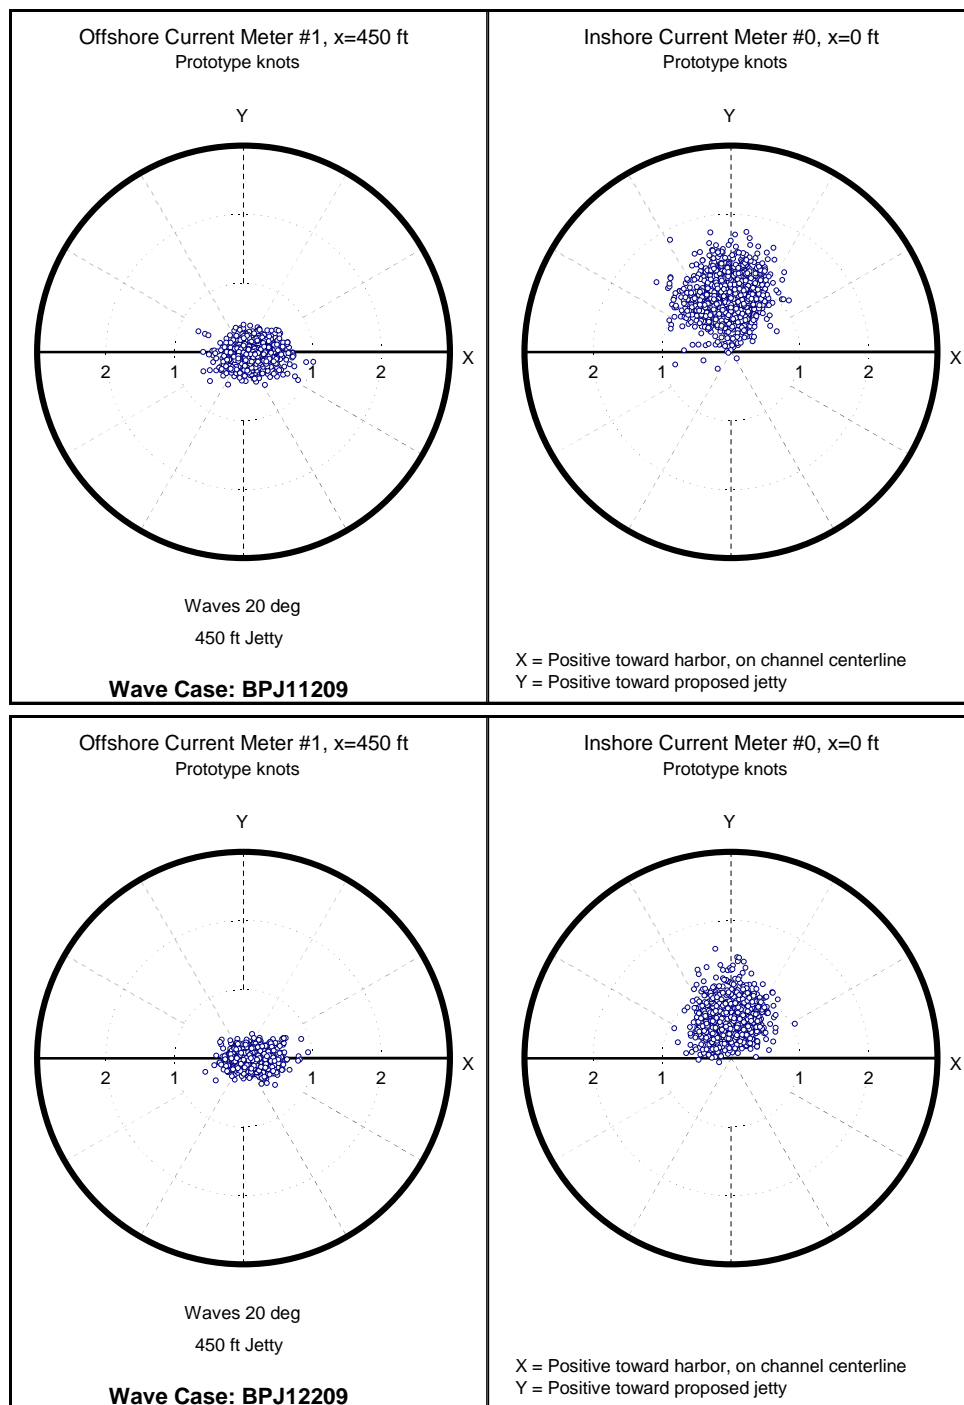 Offshore Current Meter #1, x=450 ft
Prototype knots
Y
X
2 1 1 2
Waves 20 deg
450 ft Jetty
Wave Case: BPJ11209
Inshore Current Meter #0, x=0 ft
Prototype knots
Y
X
2 1 1 2
X = Positive toward harbor, on channel centerline
Y = Positive toward proposed jetty
Offshore Current Meter #1, x=450 ft
Prototype knots
Y
X
2 1 1 2
Waves 20 deg
450 ft Jetty
Wave Case: BPJ12209
Inshore Current Meter #0, x=0 ft
Prototype knots
Y
X
2 1 1 2
X = Positive toward harbor, on channel centerline
Y = Positive toward proposed jetty